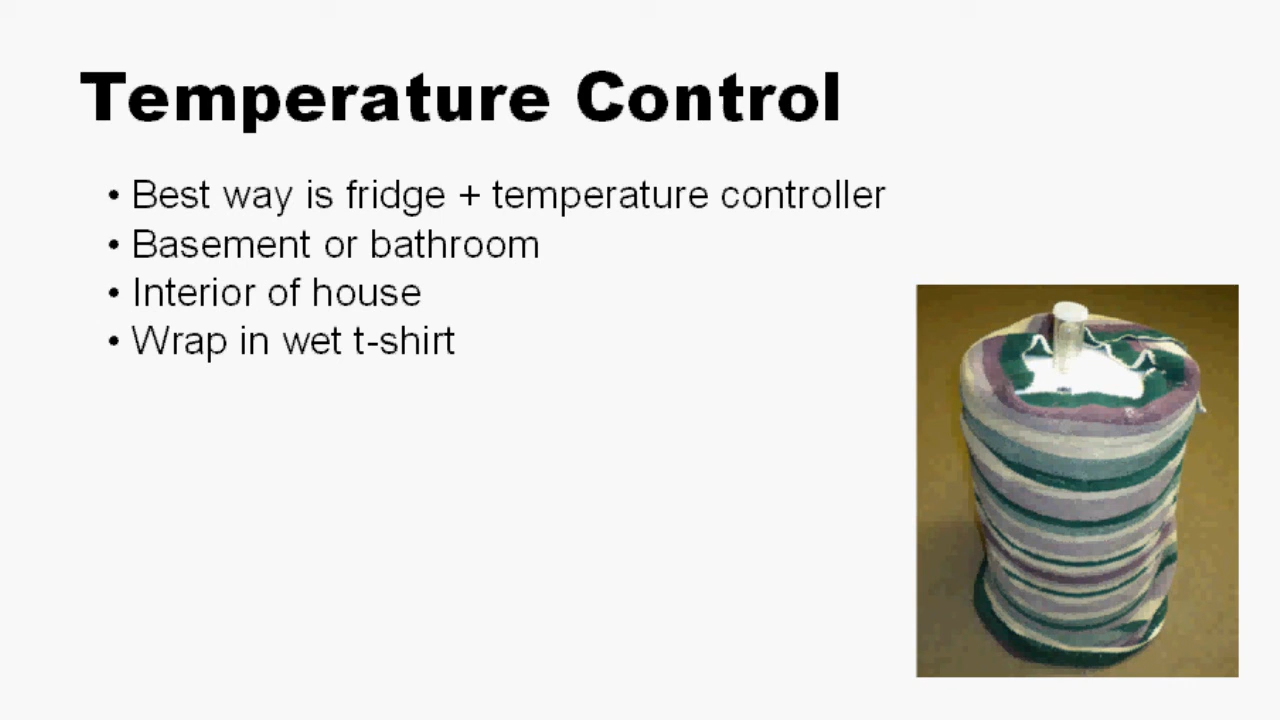 Temperature Control
• Best way is fridge + temperature controller
• Basement or bathroom
• Interior of house
• Wrap in wet t-shirt